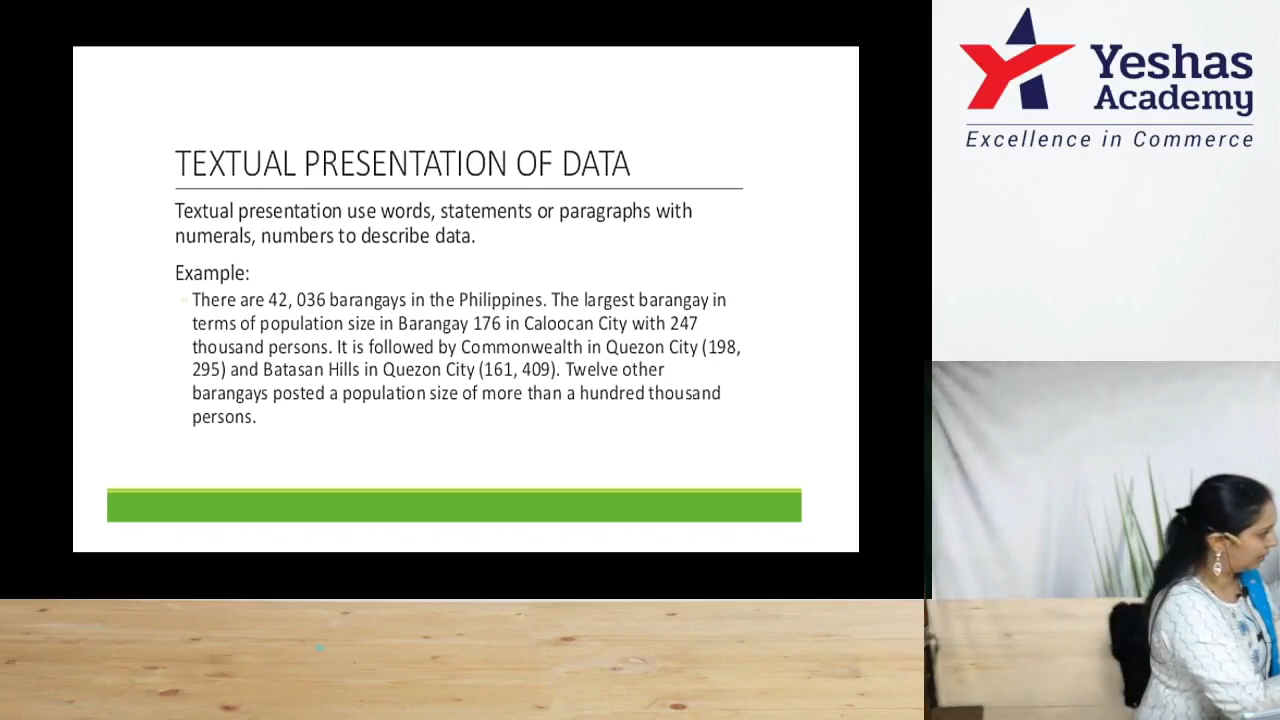 TEXTUAL PRESENTATION OF DATA
Textual presentation use words, statements or paragraphs with
numerals, numbers to describe data.
Example:
There are 42, 036 barangays in the Philippines. The largest barangay in
terms of population size in Barangay 176 in Caloocan City with 247
thousand persons. It is followed by Commonwealth in Quezon City (198,
295) and Batasan Hills in Quezon City (161, 409). Twelve other
barangays posted a population size of more than a hundred thousand
persons.
Yeshas
Academy
Excellence in Commerce